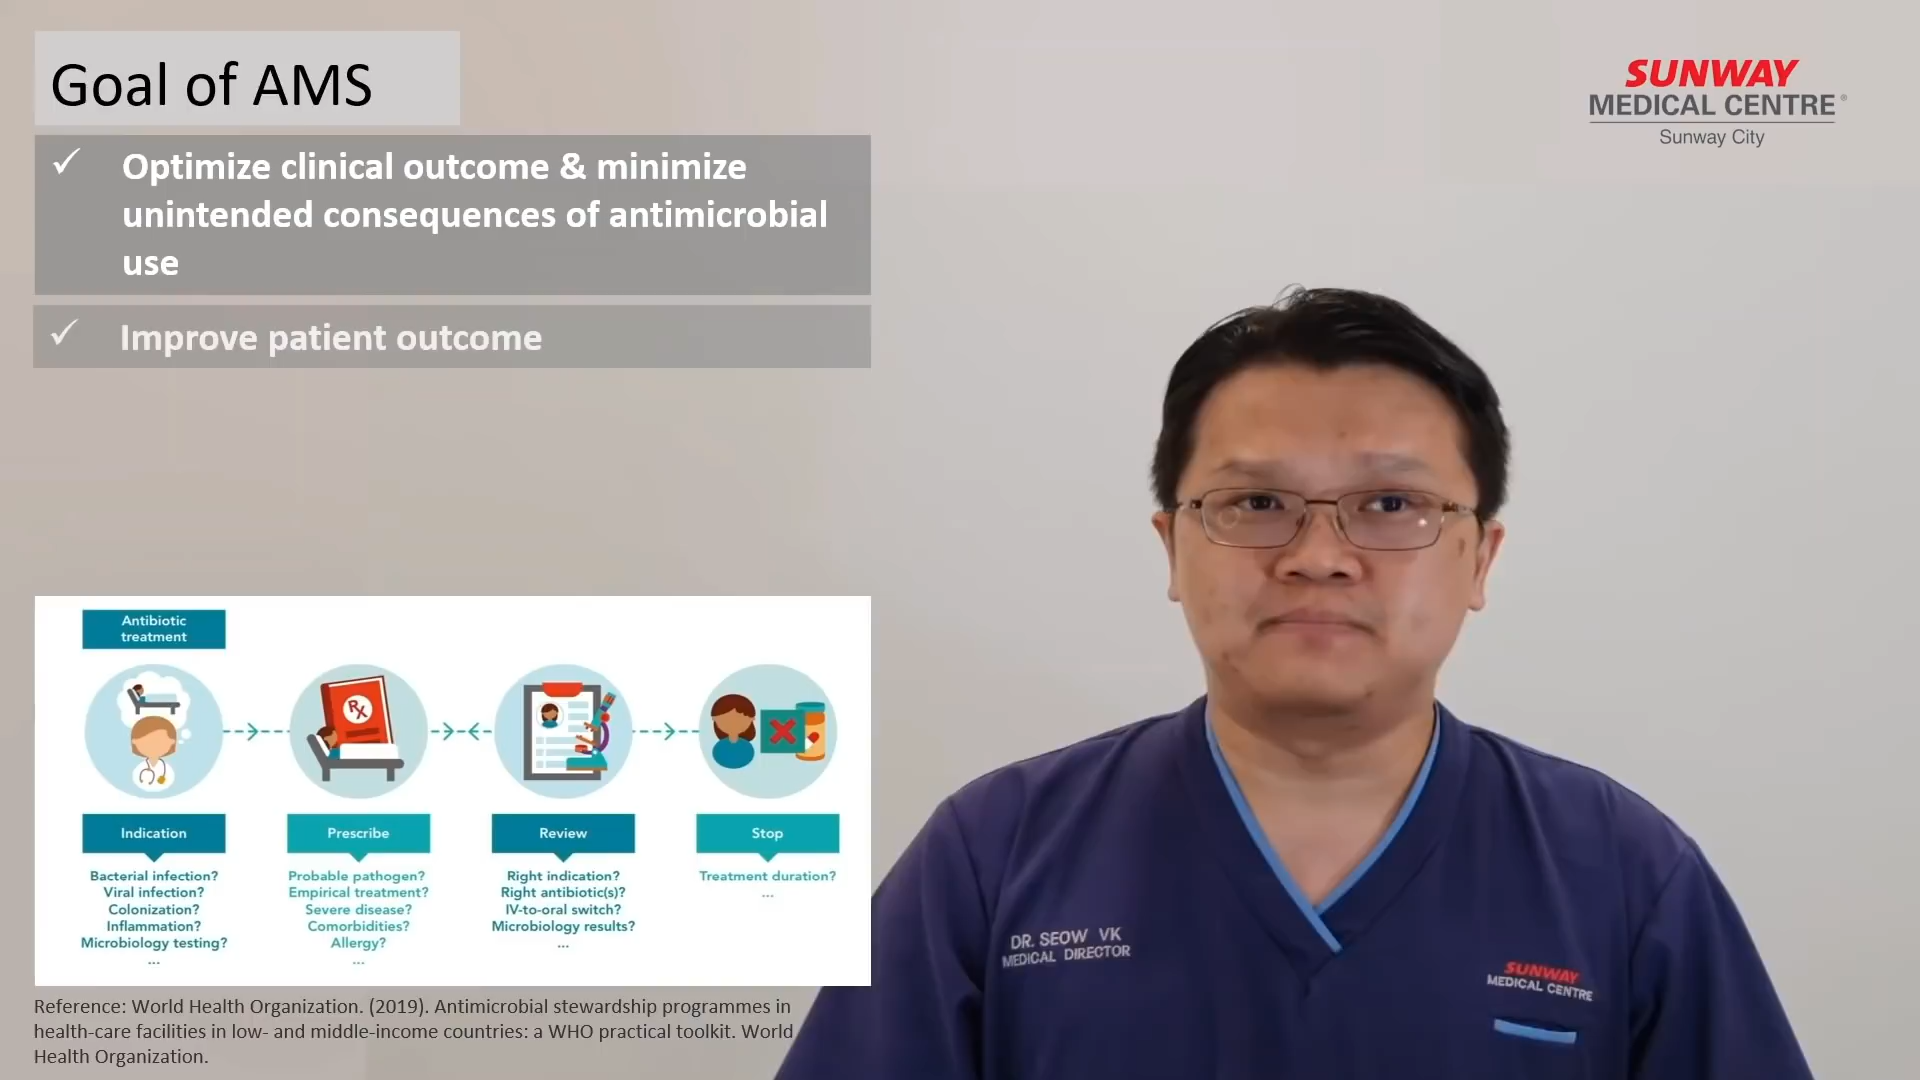 Goal of AMS
✓ Optimize clinical outcome & minimize
unintended consequences of antimicrobial
use
✓ Improve patient outcome
SUNWAY
MEDICAL CENTRE®
Sunway City
Antibiotic
treatment
RX
Indication
Bacterial infection?
Viral infection?
Colonization?
Inflammation?
Microbiology testing?
...
Prescribe
Probable pathogen?
Empirical treatment?
Severe disease?
Comorbidities?
Allergy?
...
Review
Right indication?
Right antibiotic(s)?
IV-to-oral switch?
Microbiology results?
...
Stop
Treatment duration?
...
Reference: World Health Organization. (2019). Antimicrobial stewardship programmes in
health-care facilities in low- and middle-income countries: a WHO practical toolkit. World
Health Organization.
DR. SEOW VK
MEDICAL DIRECTOR
SUNWAY
MEDICAL CENTRE